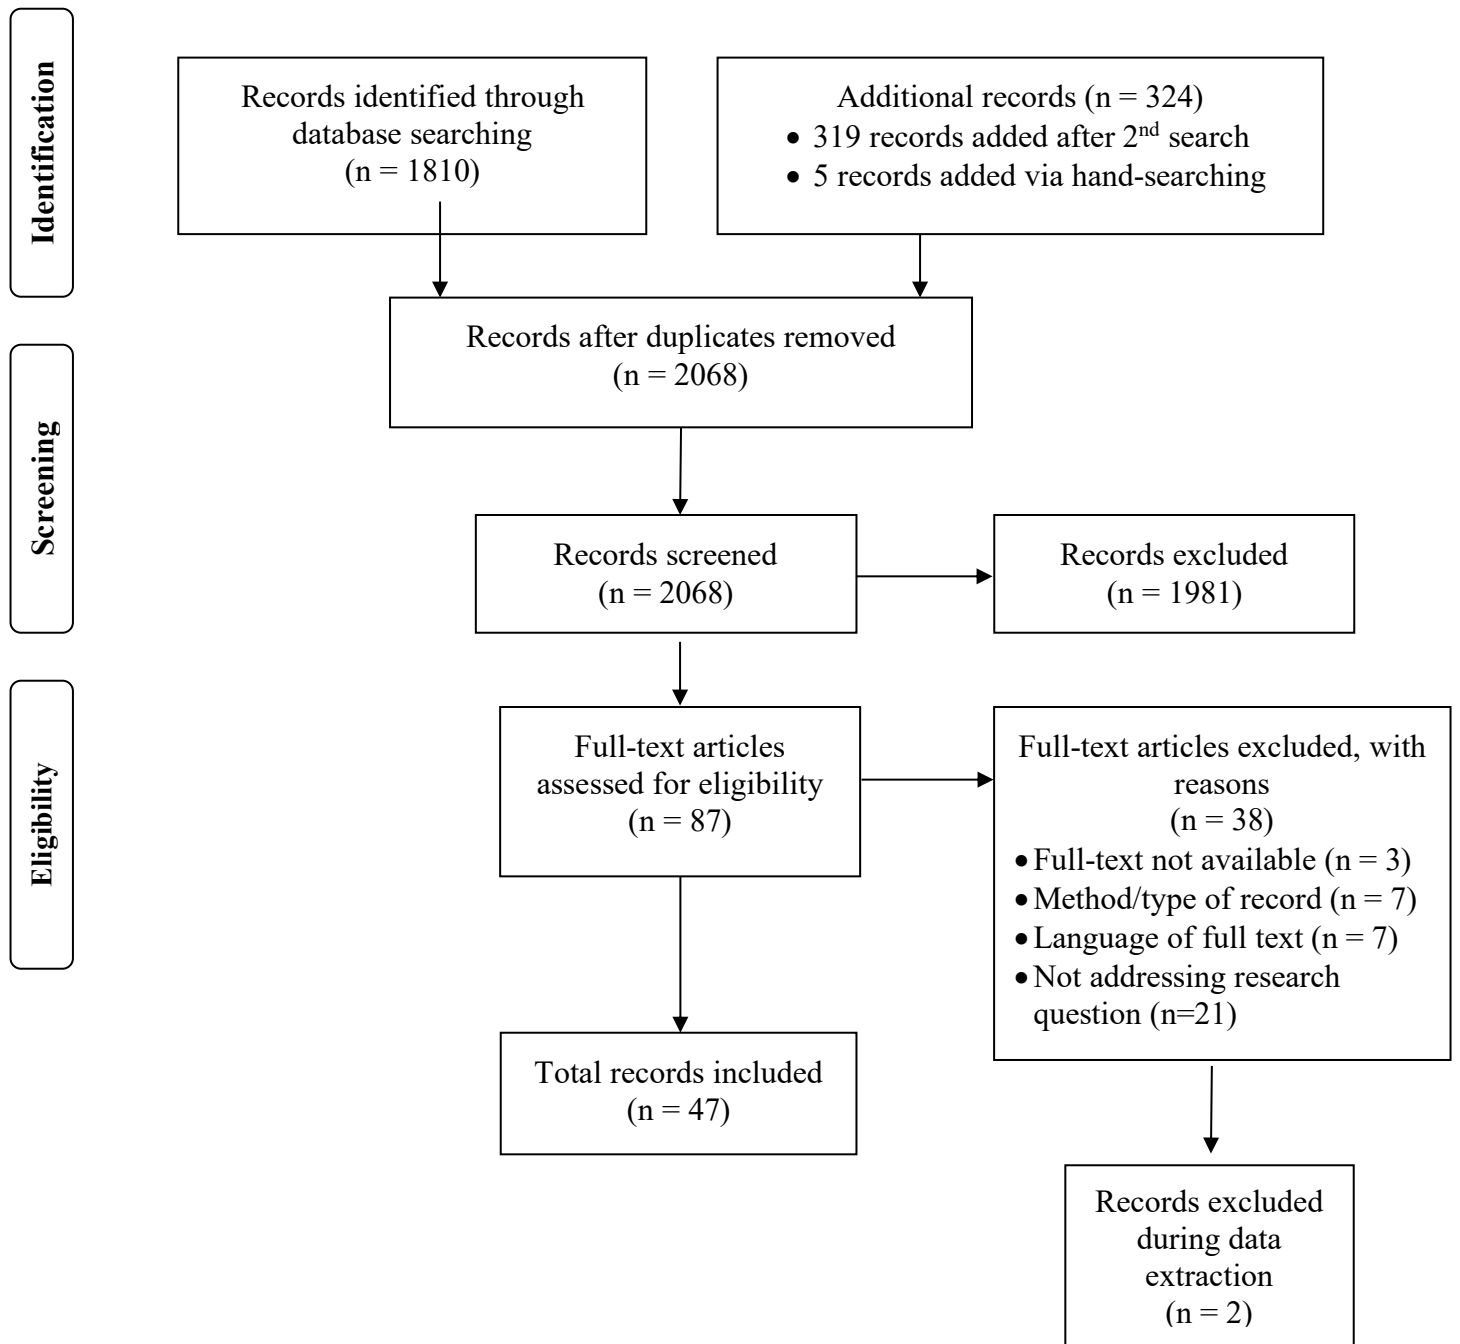 Identification
Records identified through
database searching
(n = 1810)
Additional records (n = 324)
• 319 records added after 2nd search
• 5 records added via hand-searching
Records after duplicates removed
(n = 2068)
Screening
Records screened
(n = 2068)
Records excluded
(n = 1981)
Eligibility
Full-text articles
assessed for eligibility
(n = 87)
Full-text articles excluded, with
reasons
(n = 38)
• Full-text not available (n = 3)
• Method/type of record (n = 7)
• Language of full text (n = 7)
• Not addressing research
question (n=21)
Total records included
(n = 47)
Records excluded
during data
extraction
(n = 2)